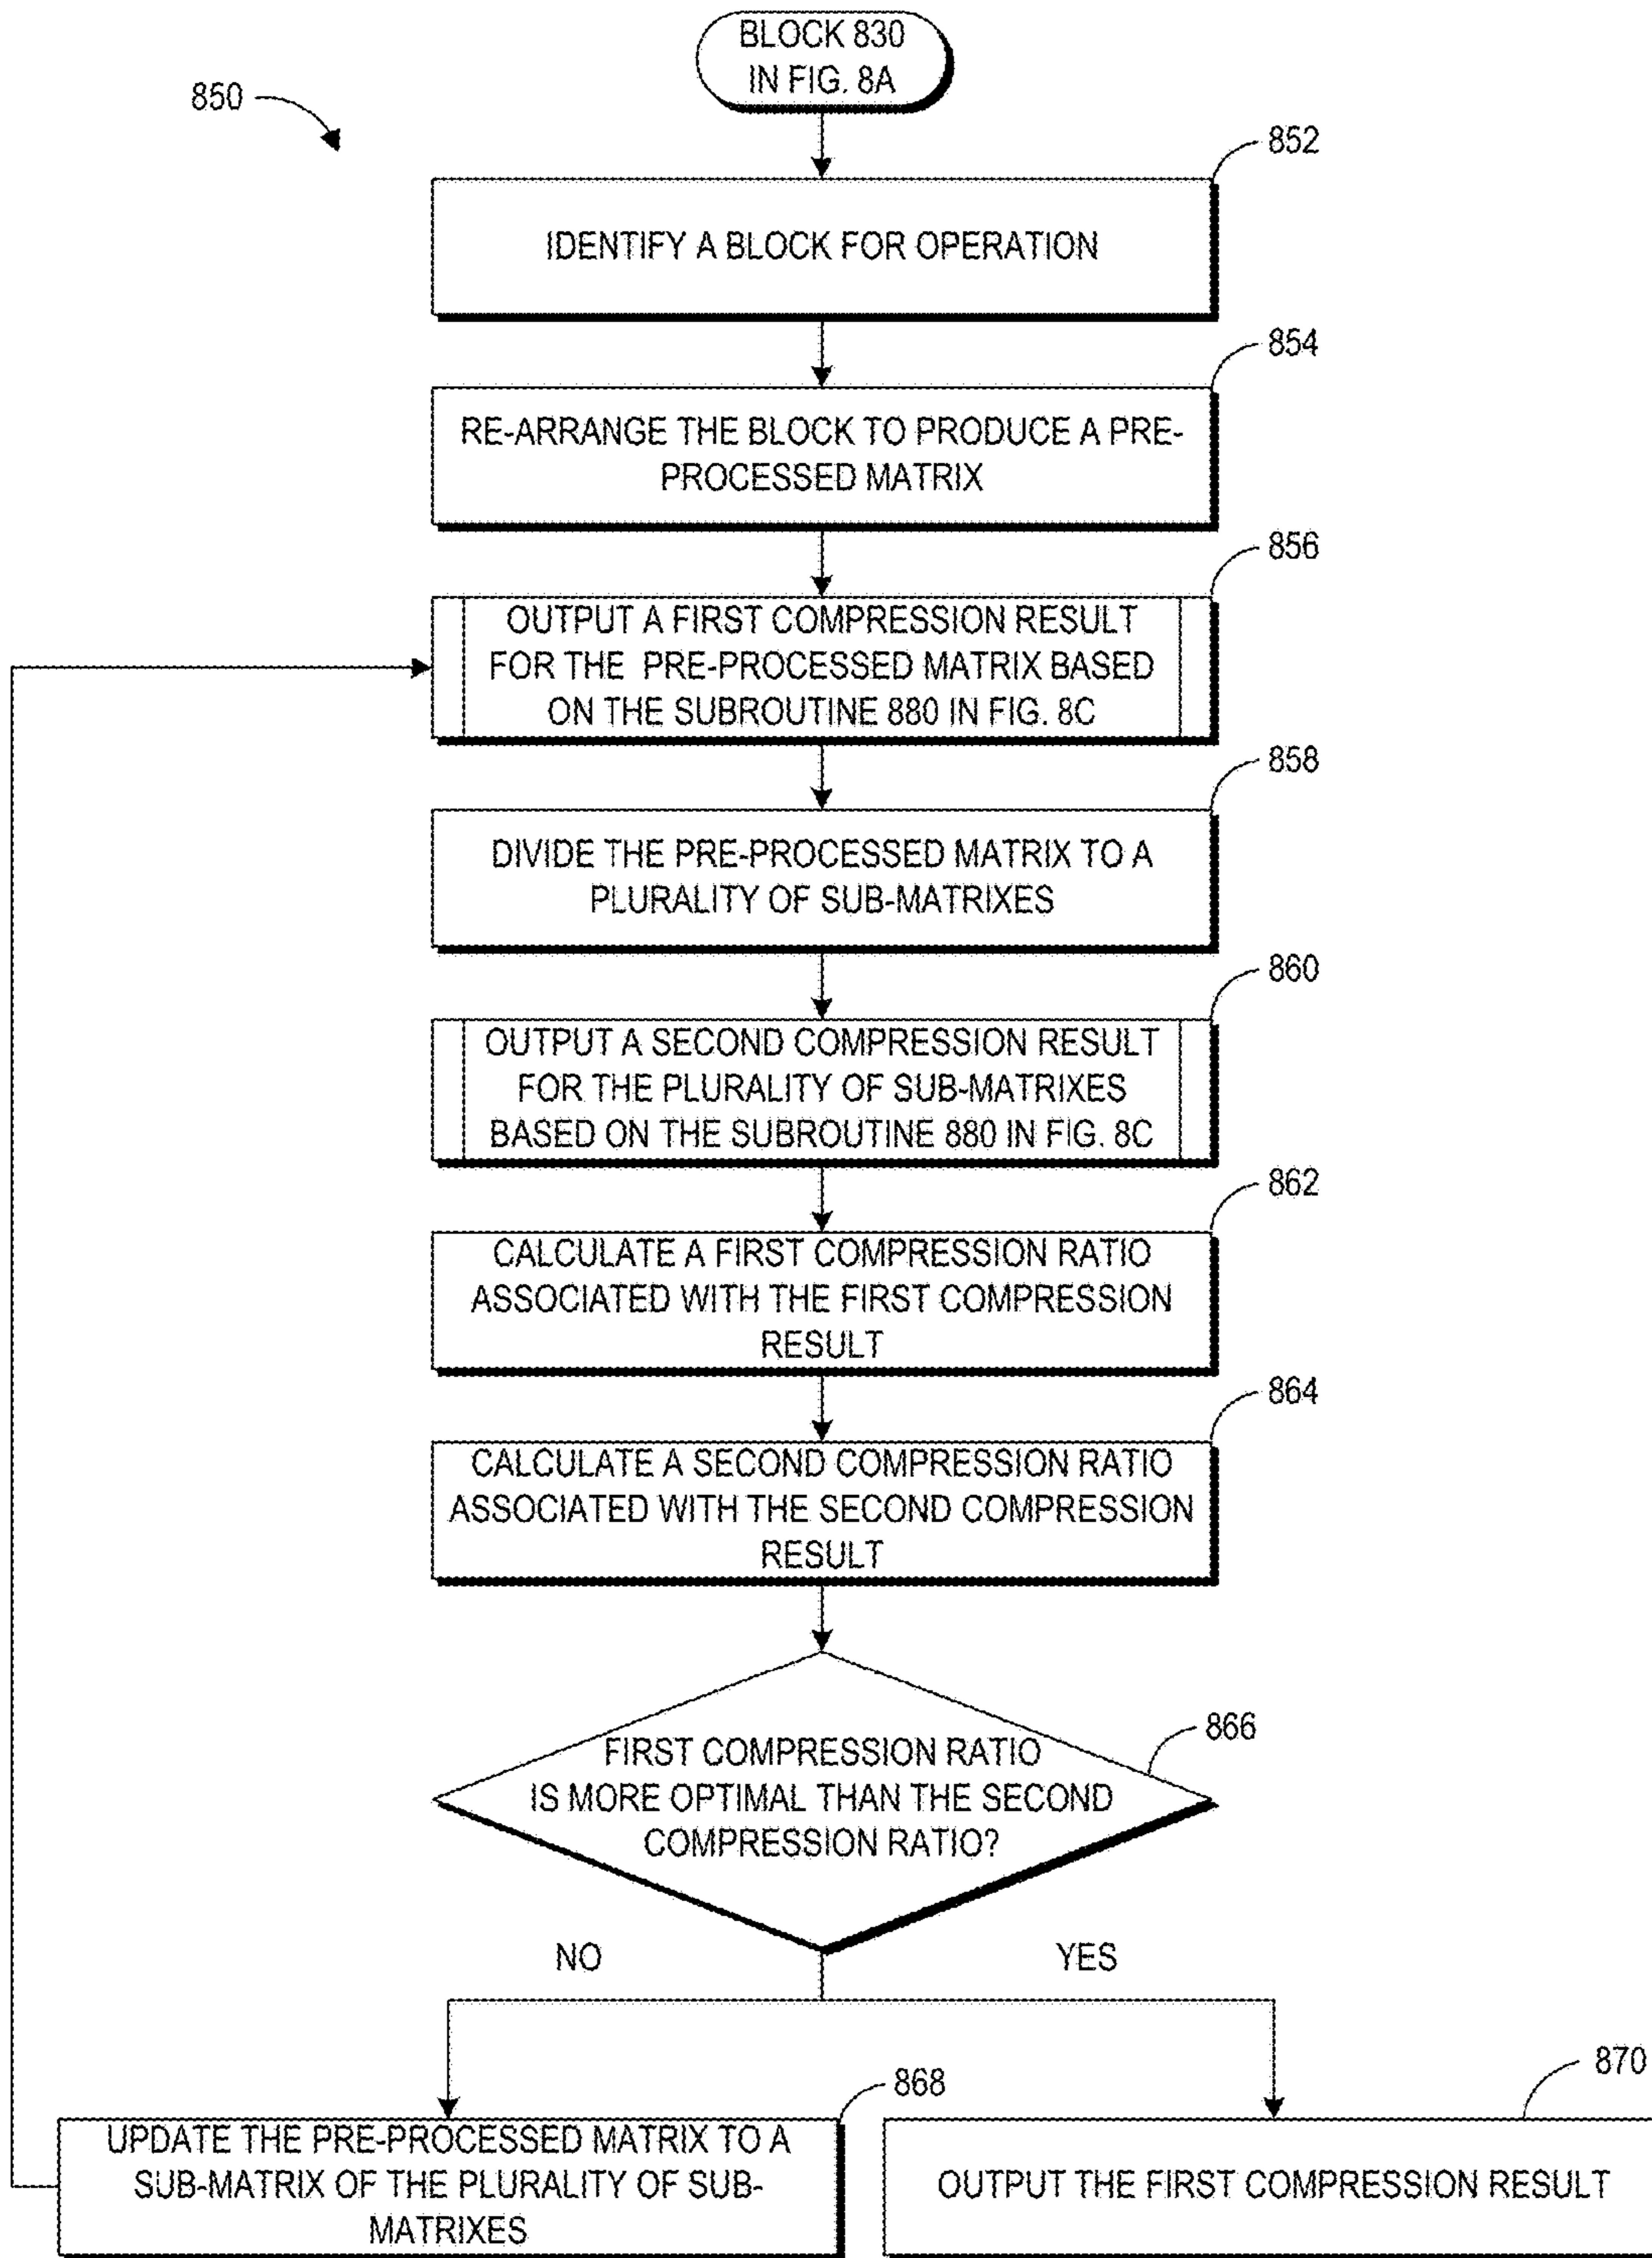 BLOCK 830
IN FIG. 8A
850
852
IDENTIFY A BLOCK FOR OPERATION
854
RE-ARRANGE THE BLOCK TO PRODUCE A PRE-
PROCESSED MATRIX
856
OUTPUT A FIRST COMPRESSION RESULT
FOR THE PRE-PROCESSED MATRIX BASED
ON THE SUBROUTINE 880 IN FIG. 8C
858
DIVIDE THE PRE-PROCESSED MATRIX TO A
PLURALITY OF SUB-MATRIXES
860
OUTPUT A SECOND COMPRESSION RESULT
FOR THE PLURALITY OF SUB-MATRIXES
BASED ON THE SUBROUTINE 880 IN FIG. 8C
862
CALCULATE A FIRST COMPRESSION RATIO
ASSOCIATED WITH THE FIRST COMPRESSION
RESULT
864
CALCULATE A SECOND COMPRESSION RATIO
ASSOCIATED WITH THE SECOND COMPRESSION
RESULT
866
FIRST COMPRESSION RATIO
IS MORE OPTIMAL THAN THE SECOND
COMPRESSION RATIO?
NO
YES
868
UPDATE THE PRE-PROCESSED MATRIX TO A
SUB-MATRIX OF THE PLURALITY OF SUB-
MATRIXES
870
OUTPUT THE FIRST COMPRESSION RESULT